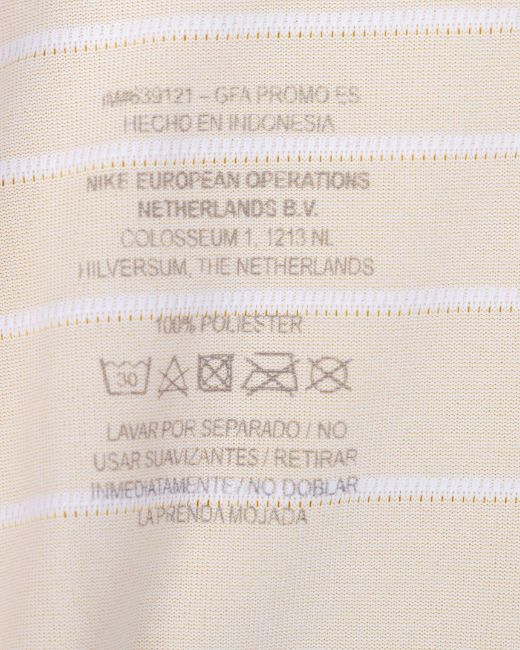 639121 – GFA PROMO ES
HECHO EN INDONESIA
NIKE EUROPEAN OPERATIONS
NETHERLANDS B.V.
COLOSSEUM 1, 1213 NL
HILVERSUM, THE NETHERLANDS
100% POLIESTER
30
LAVAR POR SEPARADO / NO
USAR SUAVIZANTES / RETIRAR
INMEDIATAMENTE / NO DOBLAR
LA PRENDA MOJADA